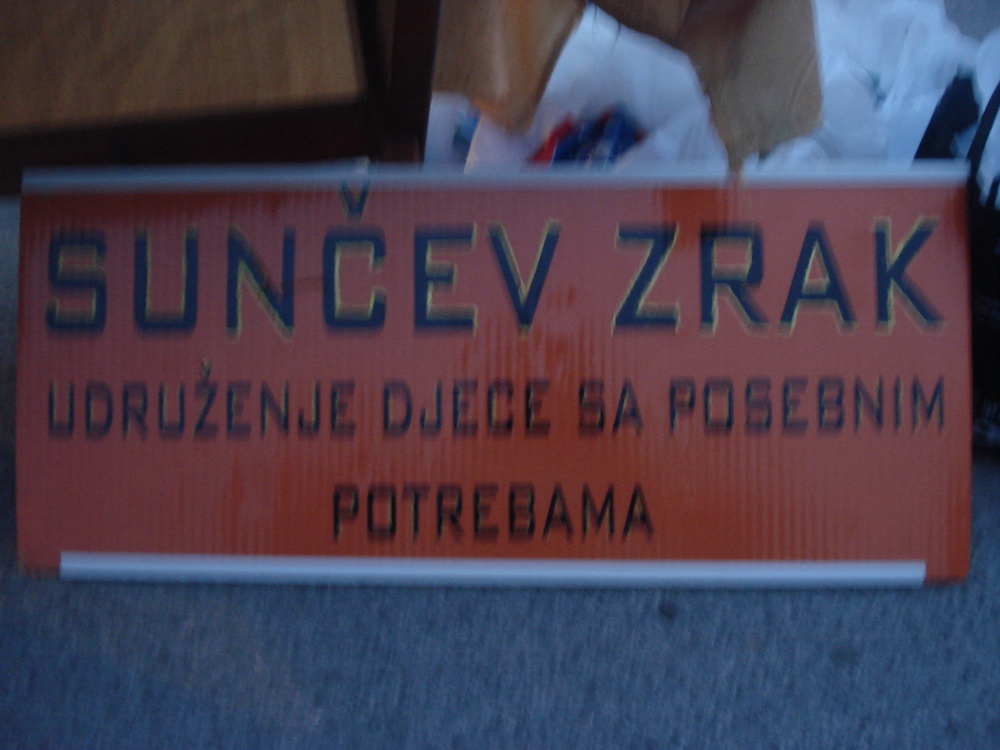 SUNČEV ZRAK
UDRUŽENJE DJECE SA POSEBNIM
POTREBAMA